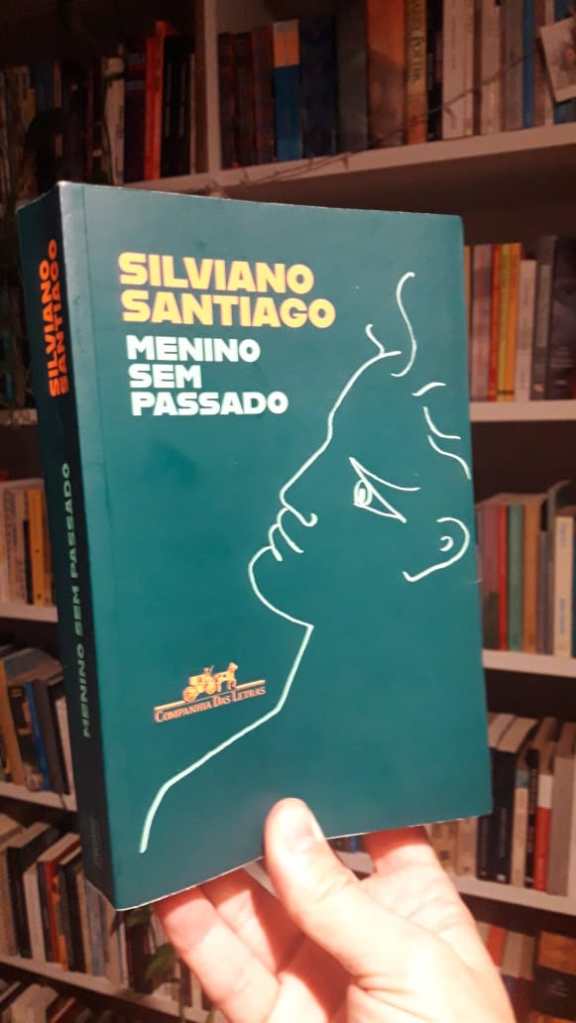 SILVIANO
SANTIAGO
MENINO
SEM
PASSADO
COMPANHIA DAS LETRAS
SILVIANO
SANTIAGO
MENINO SEM PASSADO